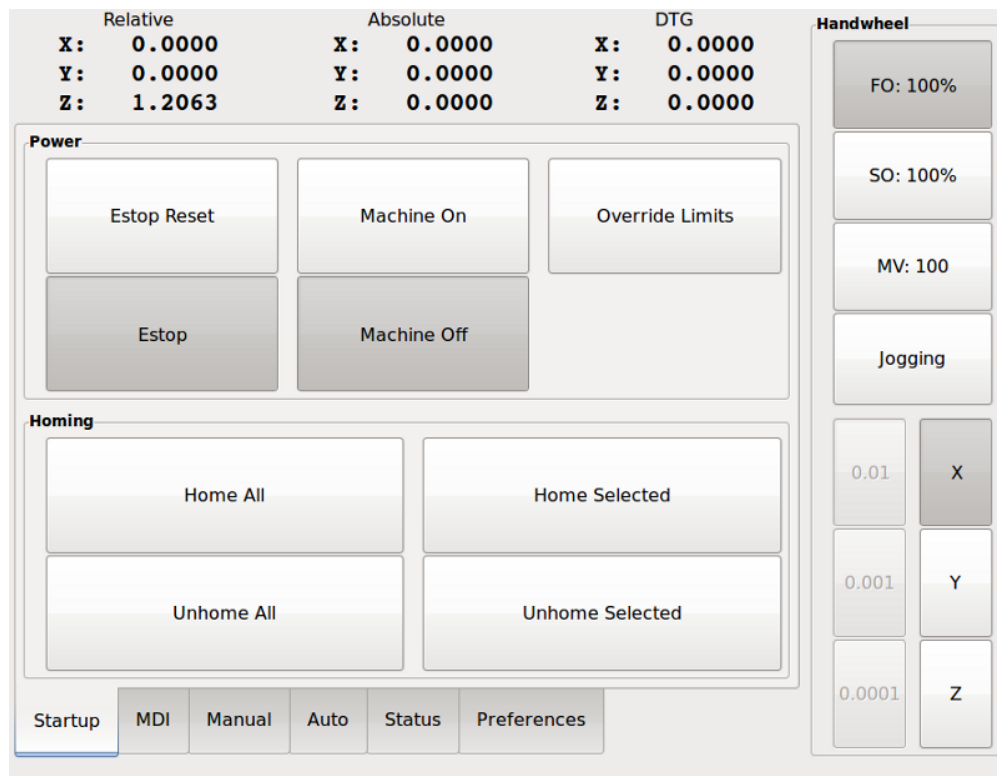 Relative Absolute DTG
X: 0.0000 X: 0.0000 X: 0.0000
Y: 0.0000 Y: 0.0000 Y: 0.0000
Z: 1.2063 Z: 0.0000 Z: 0.0000
Power
Estop Reset Machine On Override Limits
Estop Machine Off
Homing
Home All Home Selected
Unhome All Unhome Selected
Startup MDI Manual Auto Status Preferences
Handwheel
FO: 100%
SO: 100%
MV: 100
Jogging
0.01 X
0.001 Y
0.0001 Z